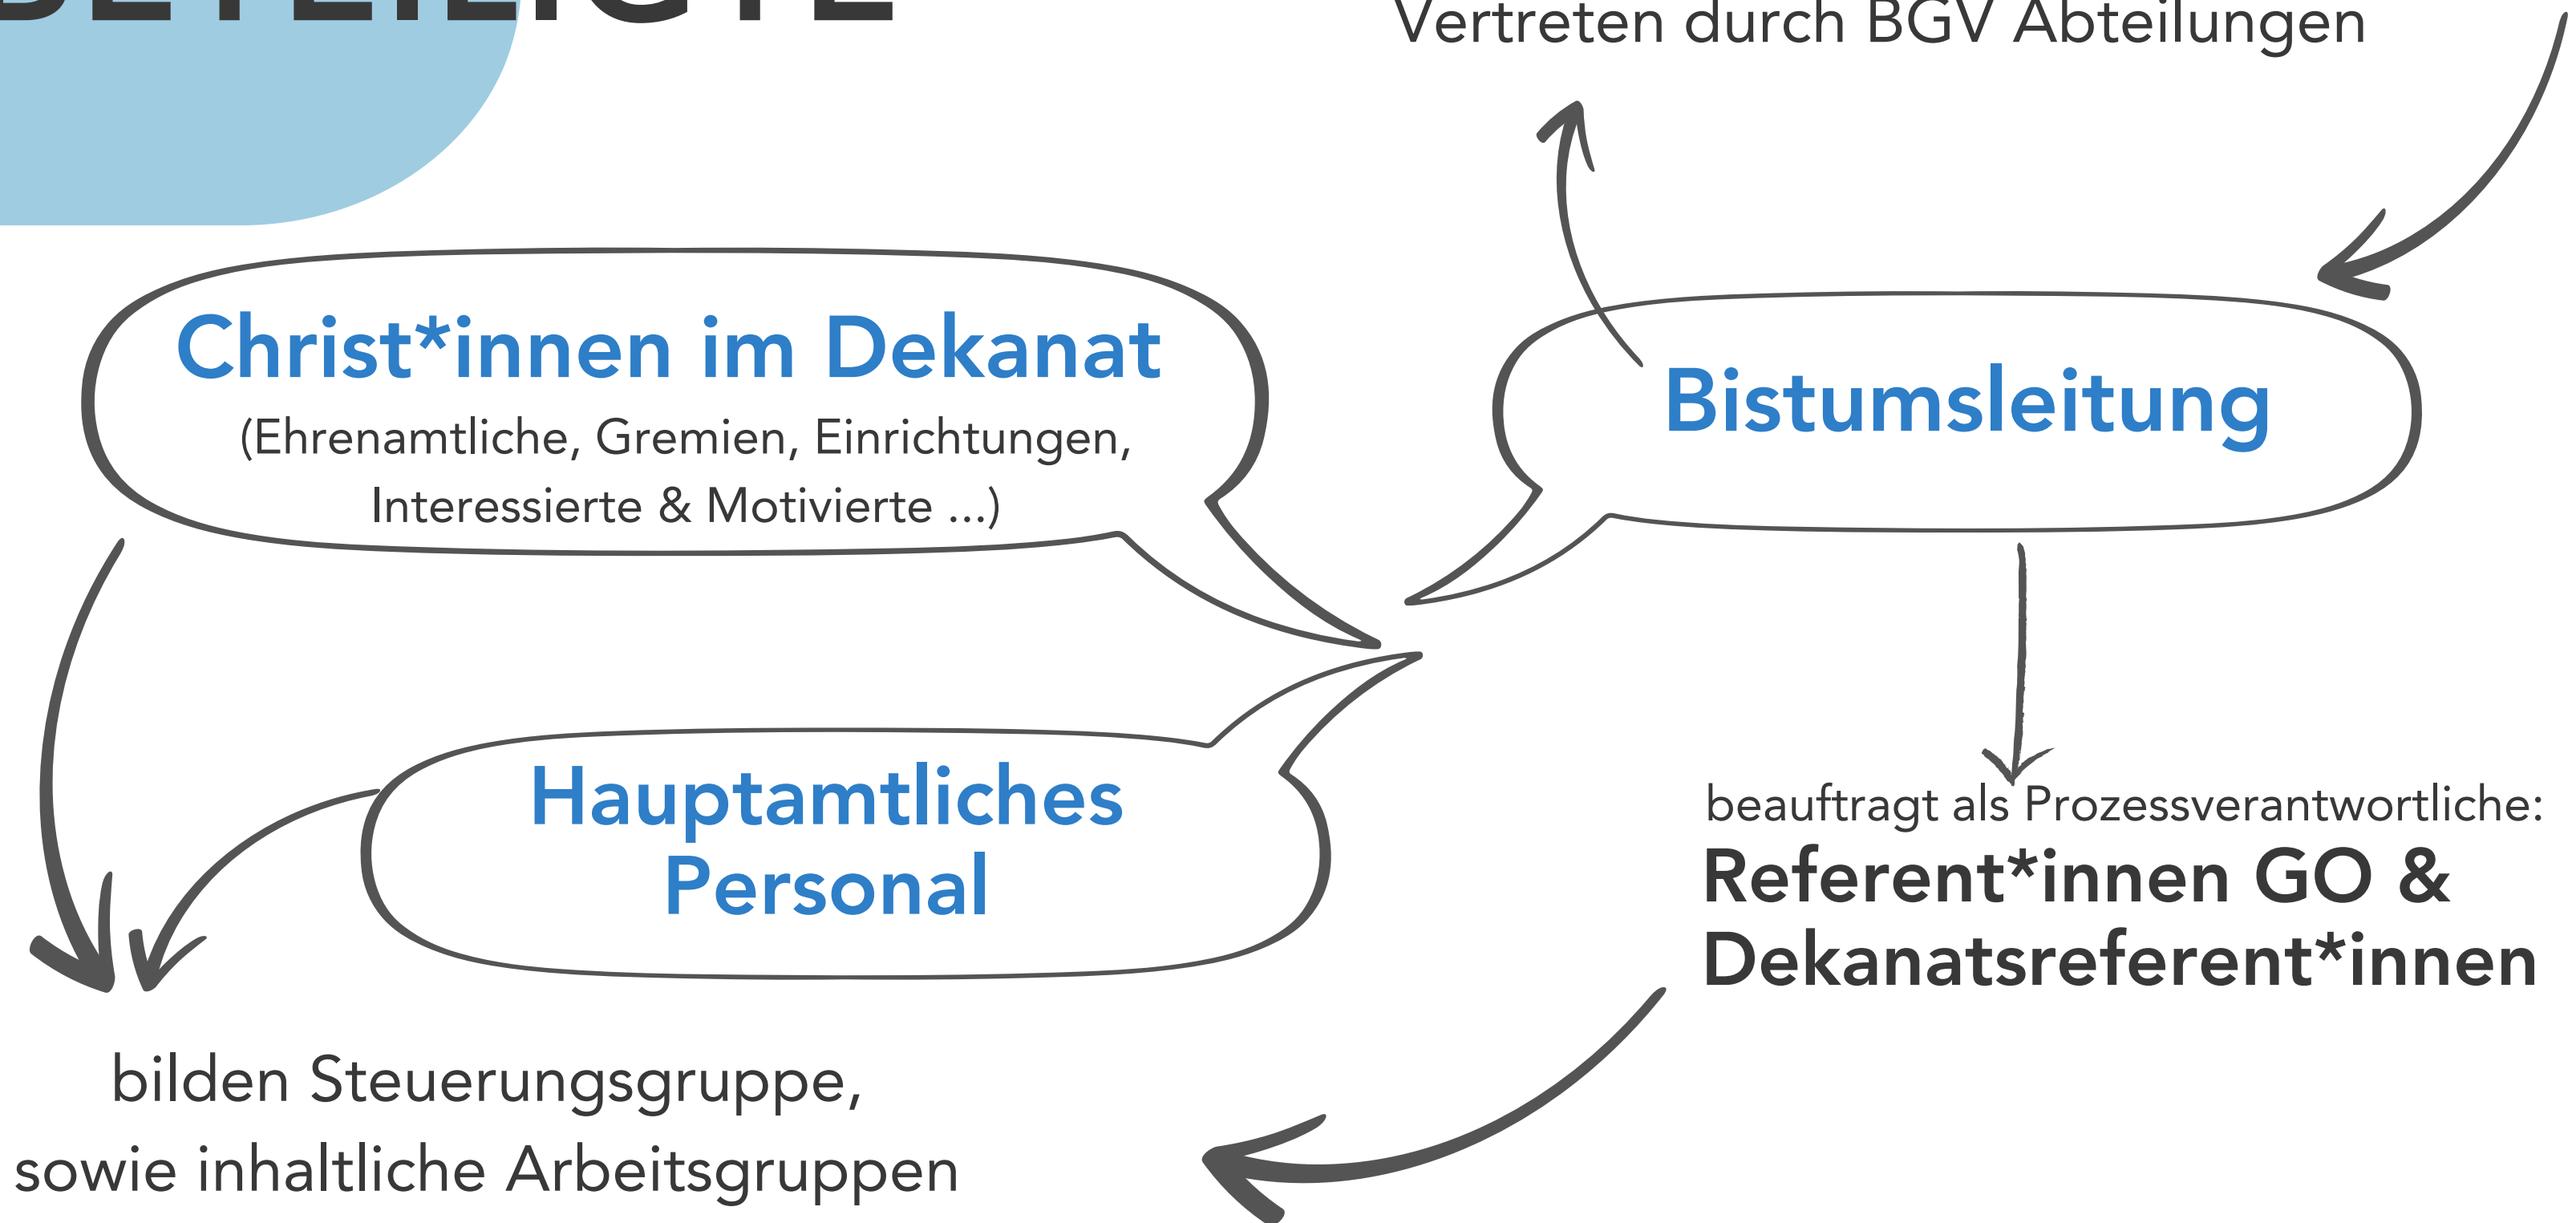 BETEILIGTE
Vertreten durch BGV Abteilungen
Christ*innen im Dekanat
(Ehrenamtliche, Gremien, Einrichtungen,
Interessierte & Motivierte ...)
Bistumsleitung
Hauptamtliches
Personal
beauftragt als Prozessverantwortliche:
Referent*innen GO &
Dekanatsreferent*innen
bilden Steuerungsgruppe,
sowie inhaltliche Arbeitsgruppen